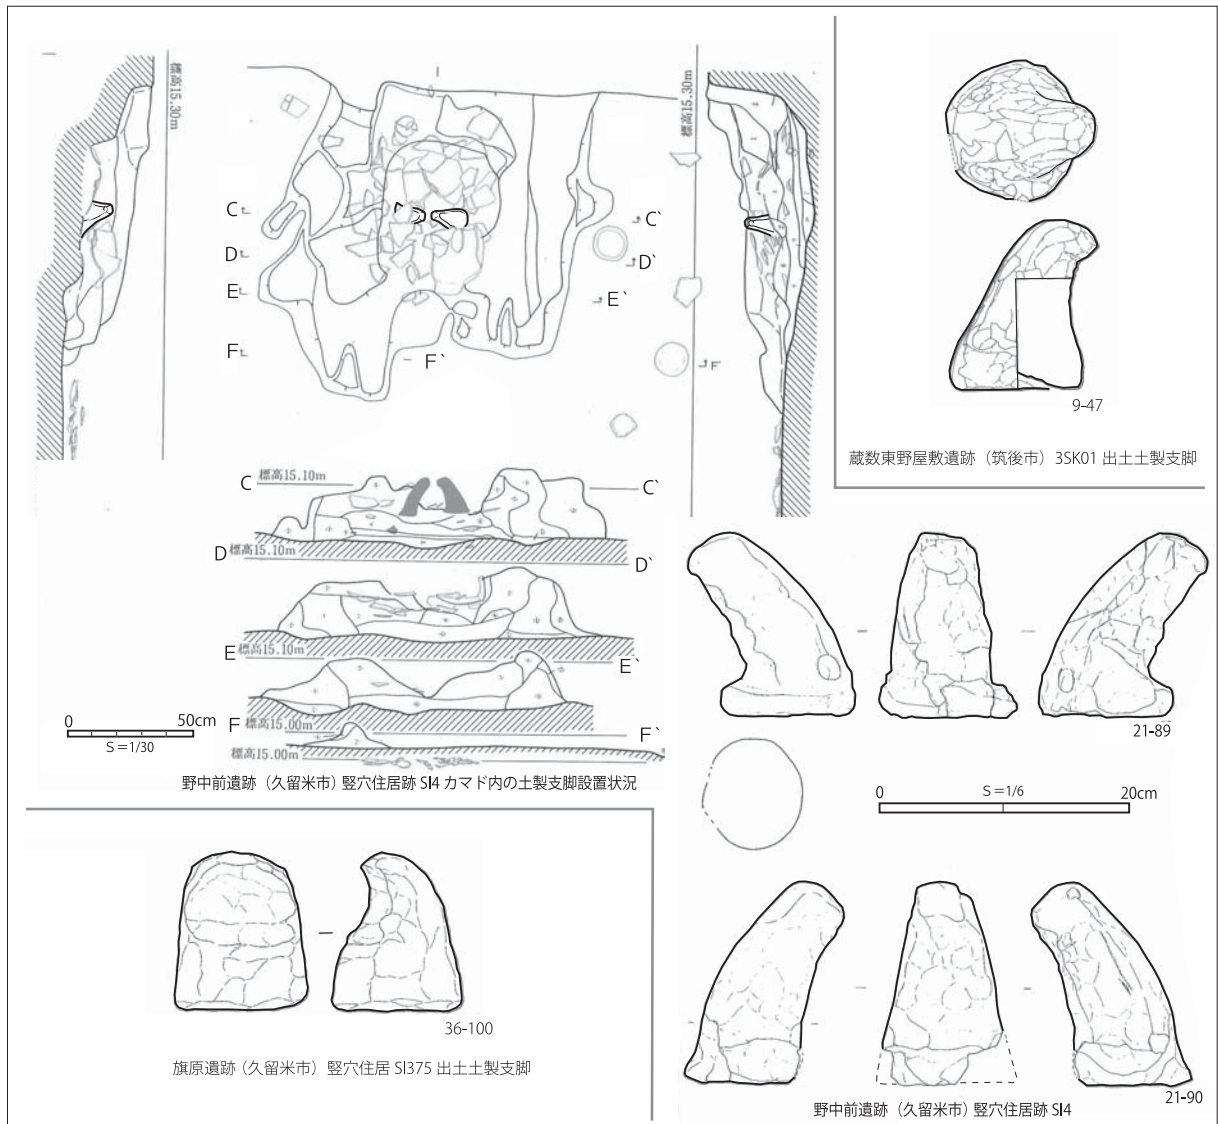 標高15.30m
標高15.30m
C
C`
D
D`
E
E`
F
F`
F
9-47
蔵数東野屋敷遺跡（筑後市）3SK01 出土土製支脚
C
標高15.10m
C`
D
標高15.10m
D`
E
標高15.10m
E`
F
標高15.00m
F`
標高15.00m
0
50cm
S＝1/30
野中前遺跡（久留米市）竪穴住居跡 SI4 カマド内の土製支脚設置状況
21-89
0
S＝1/6
20cm
36-100
旗原遺跡（久留米市）竪穴住居 SI375 出土土製支脚
21-90
野中前遺跡（久留米市）竪穴住居跡 SI4